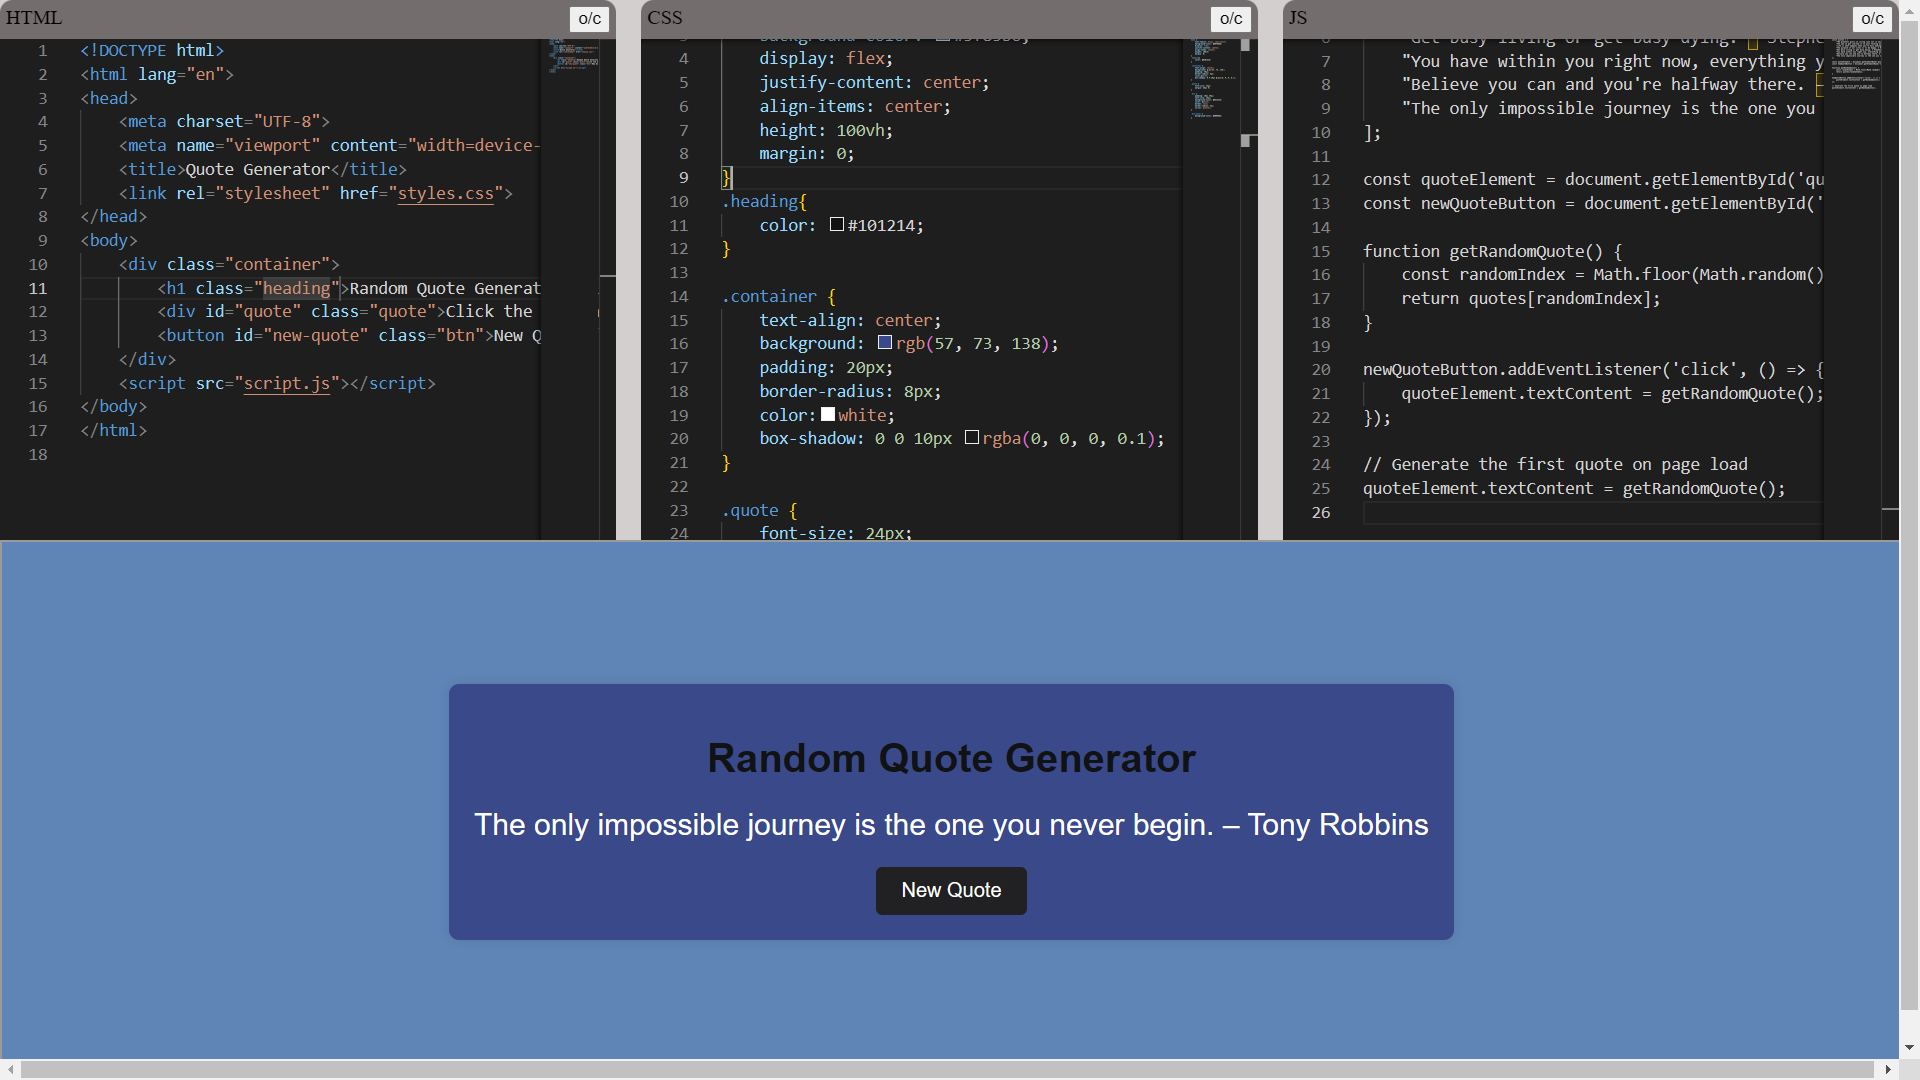 HTML
o/c
1 <!DOCTYPE html>
2 <html lang="en">
3 <head>
4 <meta charset="UTF-8">
5 <meta name="viewport" content="width=device-
6 <title>Quote Generator</title>
7 <link rel="stylesheet" href="styles.css">
8 </head>
9 <body>
10 <div class="container">
11 <h1 class="heading">Random Quote Generat
12 <div id="quote" class="quote">Click the
13 <button id="new-quote" class="btn">New Q
14 </div>
15 <script src="script.js"></script>
16 </body>
17 </html>
18
CSS
o/c
4 display: flex;
5 justify-content: center;
6 align-items: center;
7 height: 100vh;
8 margin: 0;
9 }
10 .heading{
11 color: #101214;
12 }
13
14 .container {
15 text-align: center;
16 background: rgb(57, 73, 138);
17 padding: 20px;
18 border-radius: 8px;
19 color: white;
20 box-shadow: 0 0 10px rgba(0, 0, 0, 0.1);
21 }
22
23 .quote {
24 font-size: 24px;
JS
o/c
6 "Get busy living or get busy dying. – Stephe
7 "You have within you right now, everything y
8 "Believe you can and you're halfway there. –
9 "The only impossible journey is the one you
10 ];
11
12 const quoteElement = document.getElementById('qu
13 const newQuoteButton = document.getElementById('
14
15 function getRandomQuote() {
16 const randomIndex = Math.floor(Math.random()
17 return quotes[randomIndex];
18 }
19
20 newQuoteButton.addEventListener('click', () => {
21 quoteElement.textContent = getRandomQuote();
22 });
23
24 // Generate the first quote on page load
25 quoteElement.textContent = getRandomQuote();
26
Random Quote Generator
The only impossible journey is the one you never begin. – Tony Robbins
New Quote